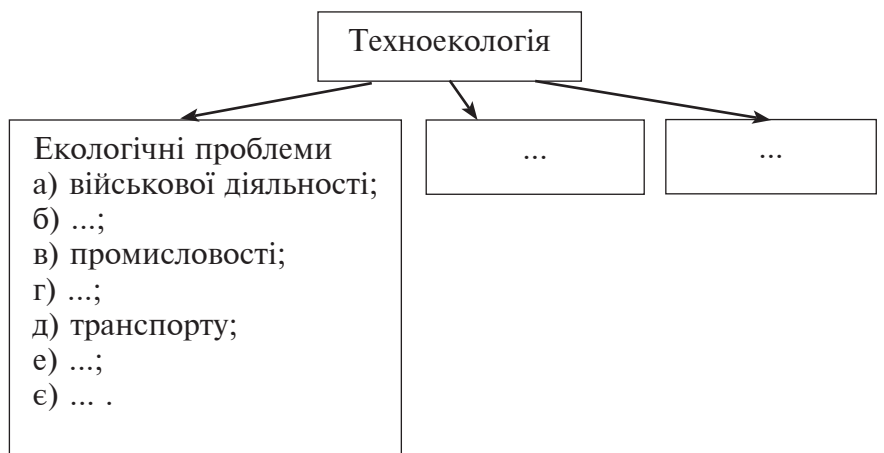 Техноекологія
Екологічні проблеми
а) військової діяльності;
б) ...;
в) промисловості;
г) ...;
д) транспорту;
е) ...;
є) ... .
...
...